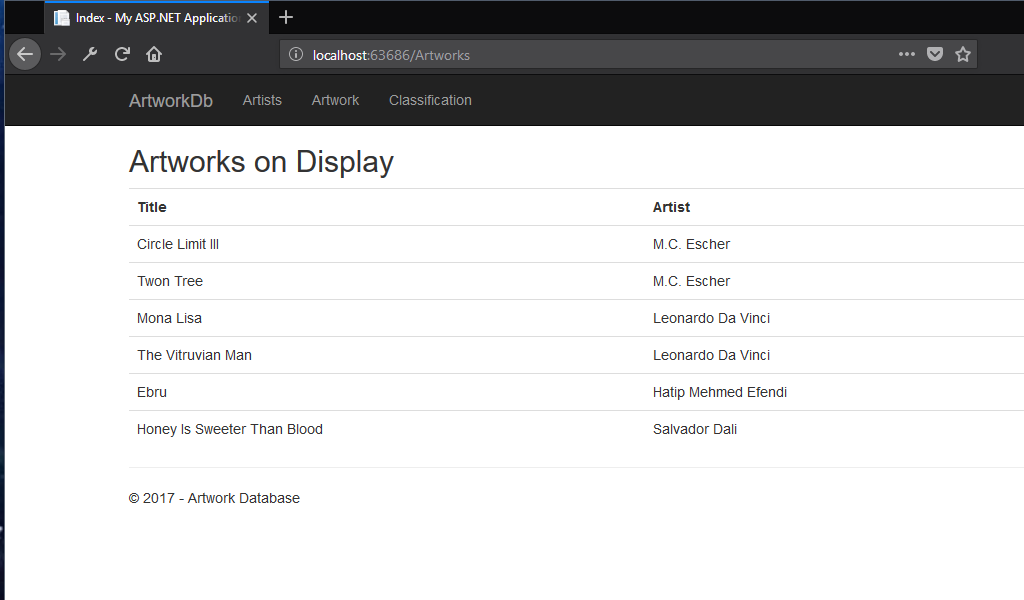 Index - My ASP.NET Applicatio
localhost:63686/Artworks
ArtworkDb Artists Artwork Classification
Artworks on Display
Title Artist
Circle Limit III M.C. Escher
Twon Tree M.C. Escher
Mona Lisa Leonardo Da Vinci
The Vitruvian Man Leonardo Da Vinci
Ebru Hatip Mehmed Efendi
Honey Is Sweeter Than Blood Salvador Dali
© 2017 - Artwork Database